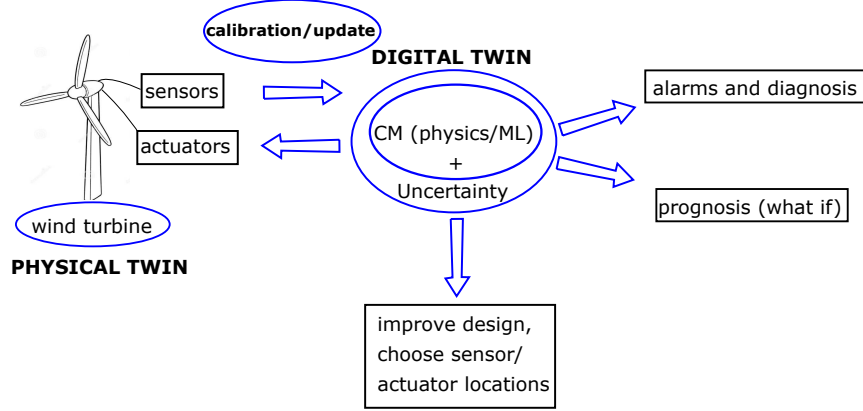 calibration/update
DIGITAL TWIN
sensors
alarms and diagnosis
CM (physics/ML)
actuators
+
Uncertainty
prognosis (what if)
wind turbine
PHYSICAL TWIN
improve design,
choose sensor/
actuator locations